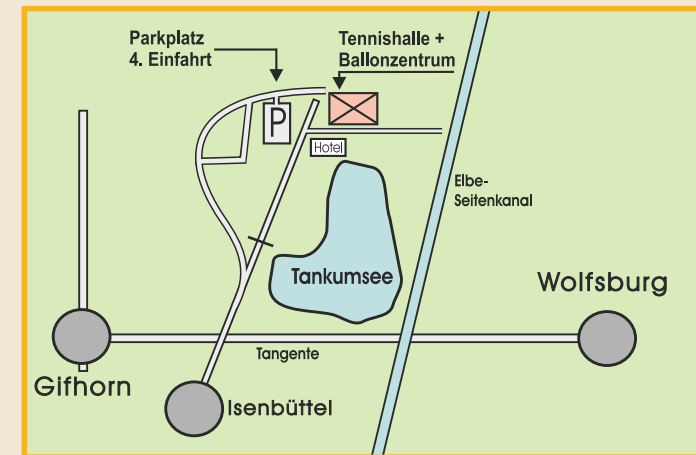 Parkplatz
4. Einfahrt
Tennishalle +
Ballonzentrum
P
Hotel
Elbe-
Seitenkanal
Tankumsee
Wolfsburg
Tangente
Gifhorn
Isenbüttel